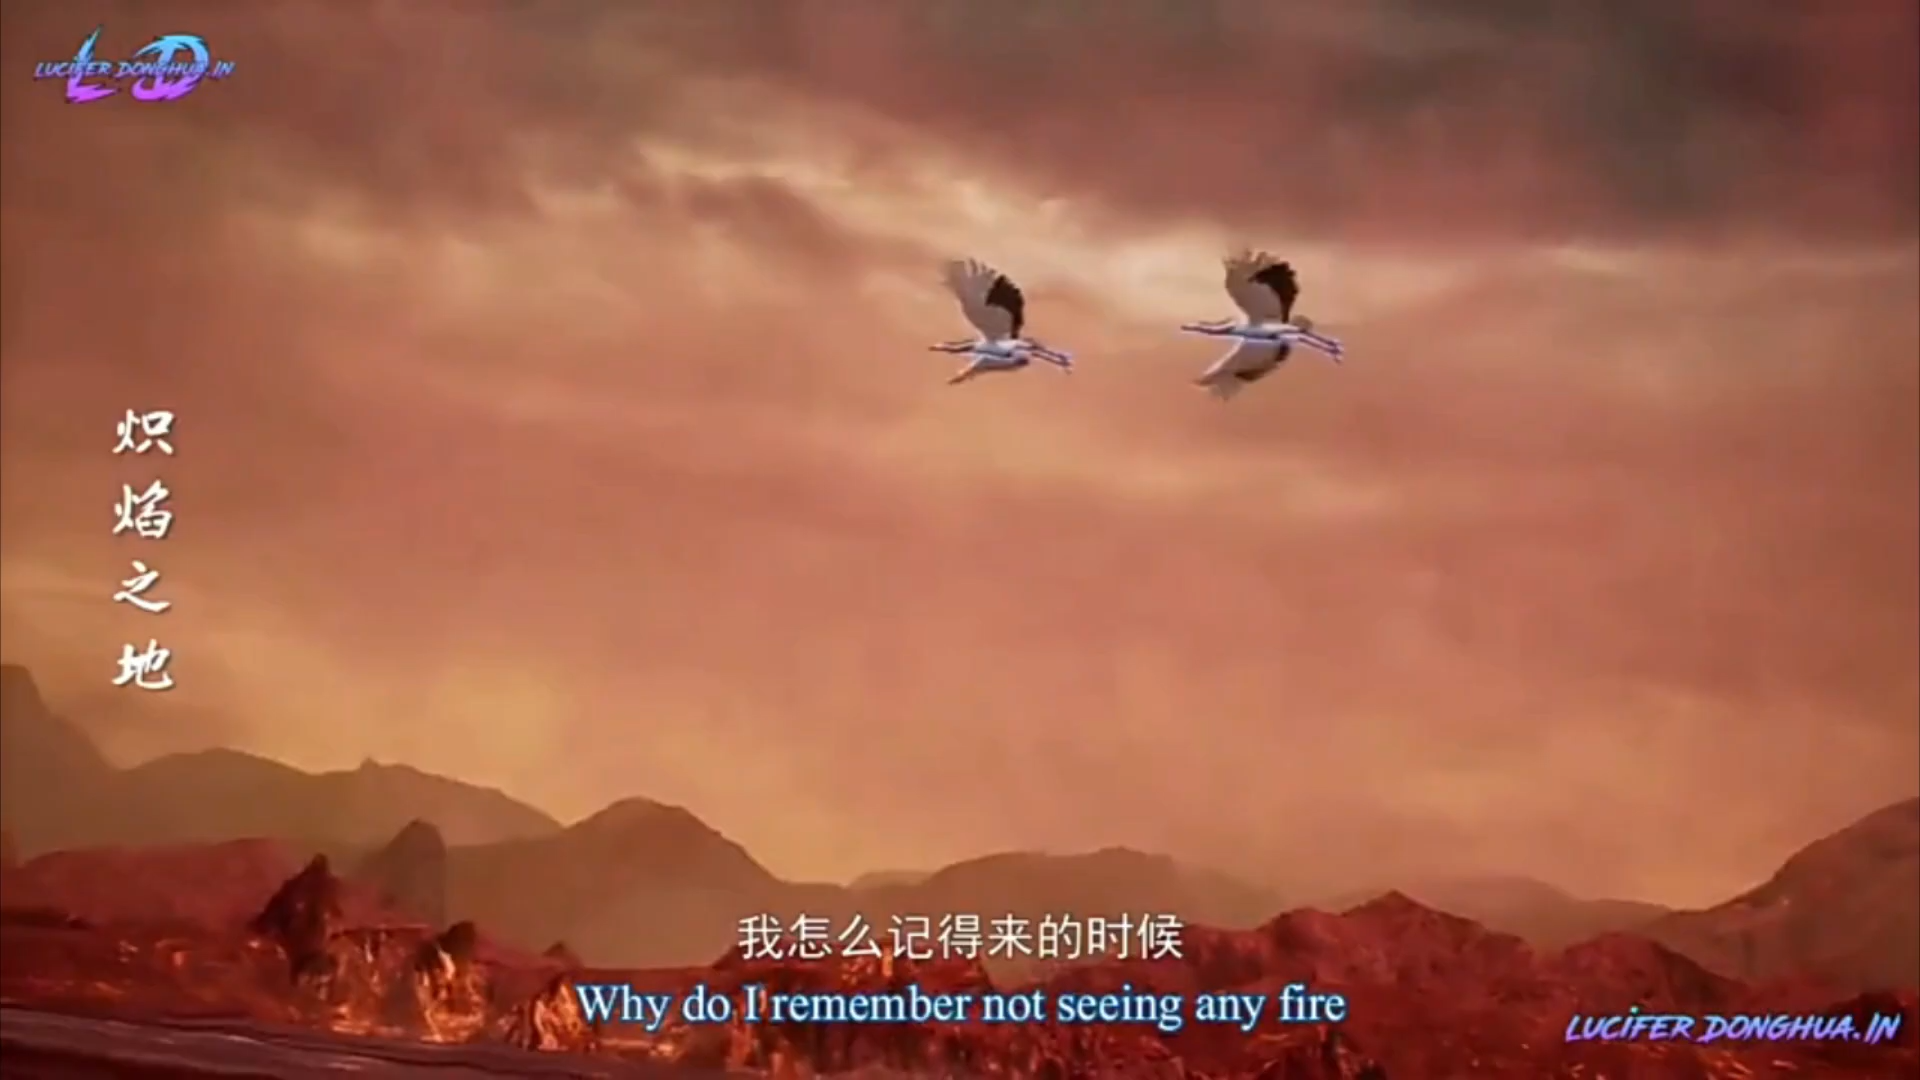 LUCIFER DONGHUA.IN
LD
炽焰之地
我怎么记得来的时候
Why do I remember not seeing any fire
LUCIFER DONGHUA.IN